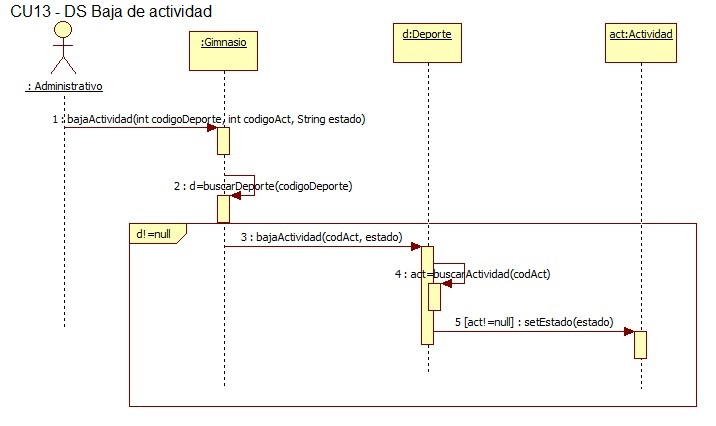 CU13 - DS Baja de actividad
: Administrativo
:Gimnasio
d:Deporte
act:Actividad
1 : bajaActividad(int codigoDeporte, int codigoAct, String estado)
2 : d=buscarDeporte(codigoDeporte)
d!=null
3 : bajaActividad(codAct, estado)
4 : act=buscarActividad(codAct)
5 [act!=null] : setEstado(estado)